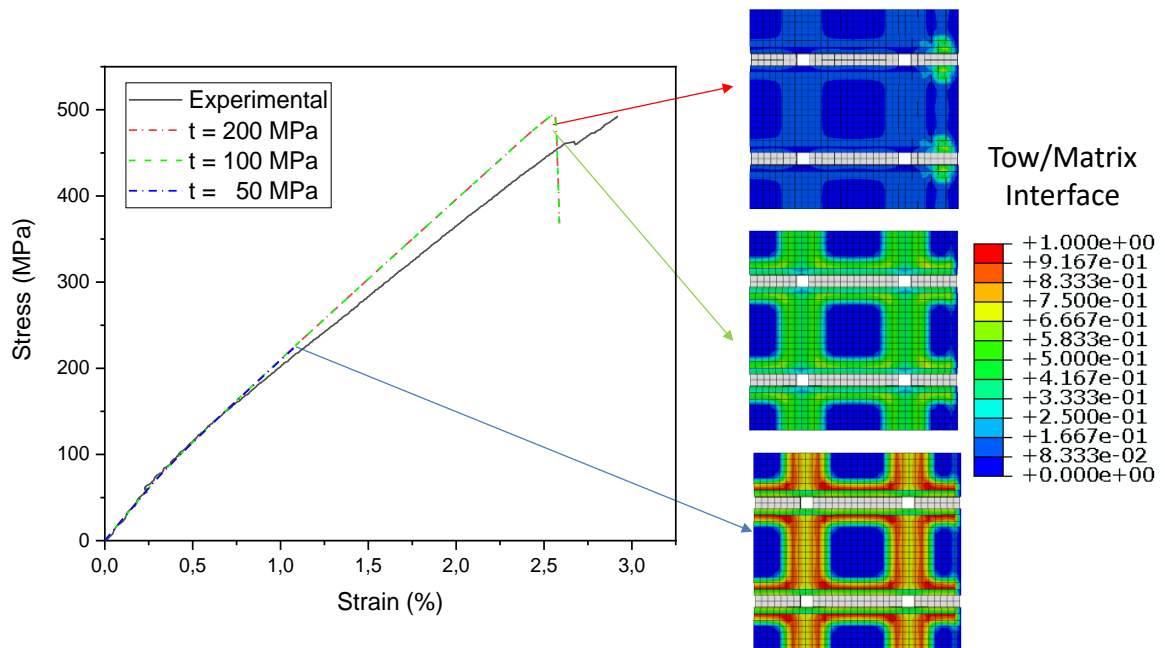 Experimental
t = 200 MPa
t = 100 MPa
t = 50 MPa
Stress (MPa)
500
400
300
200
100
0
0,0 0,5 1,0 1,5 2,0 2,5 3,0
Strain (%)
Tow/Matrix
Interface
+1.000e+00
+9.167e-01
+8.333e-01
+7.500e-01
+6.667e-01
+5.833e-01
+5.000e-01
+4.167e-01
+3.333e-01
+2.500e-01
+1.667e-01
+8.333e-02
+0.000e+00